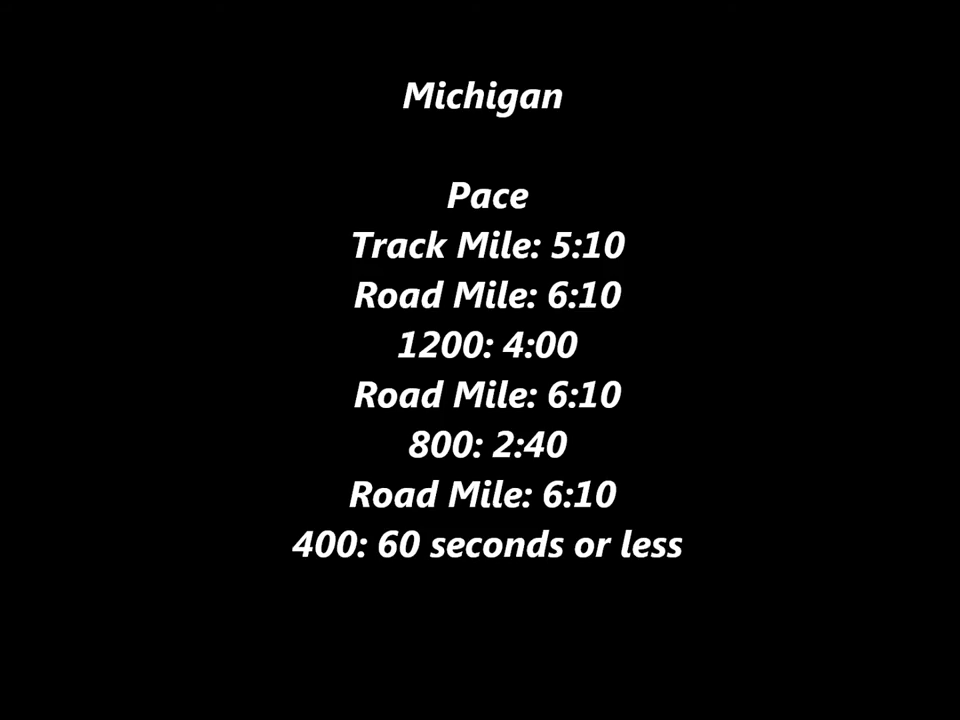 Michigan
Pace
Track Mile: 5:10
Road Mile: 6:10
1200: 4:00
Road Mile: 6:10
800: 2:40
Road Mile: 6:10
400: 60 seconds or less